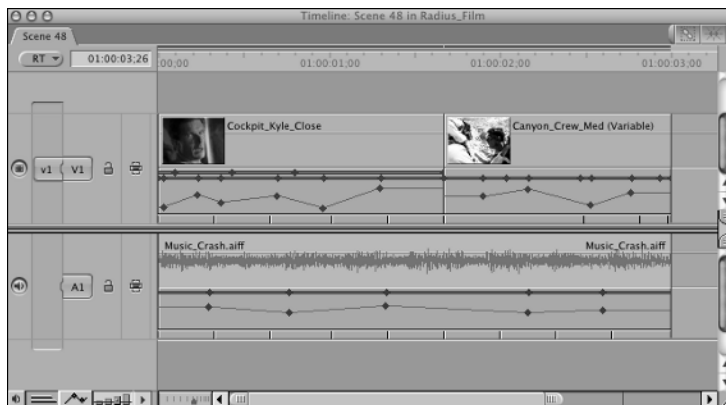 Timeline: Scene 48 in Radius_Film
Scene 48
RT
01:00:03;26
:00;00
01:00:01;00
01:00:02;00
01:00:03;00
Cockpit_Kyle_Close
Canyon_Crew_Med (Variable)
v1
V1
Music_Crash.aiff
Music_Crash.aiff
A1